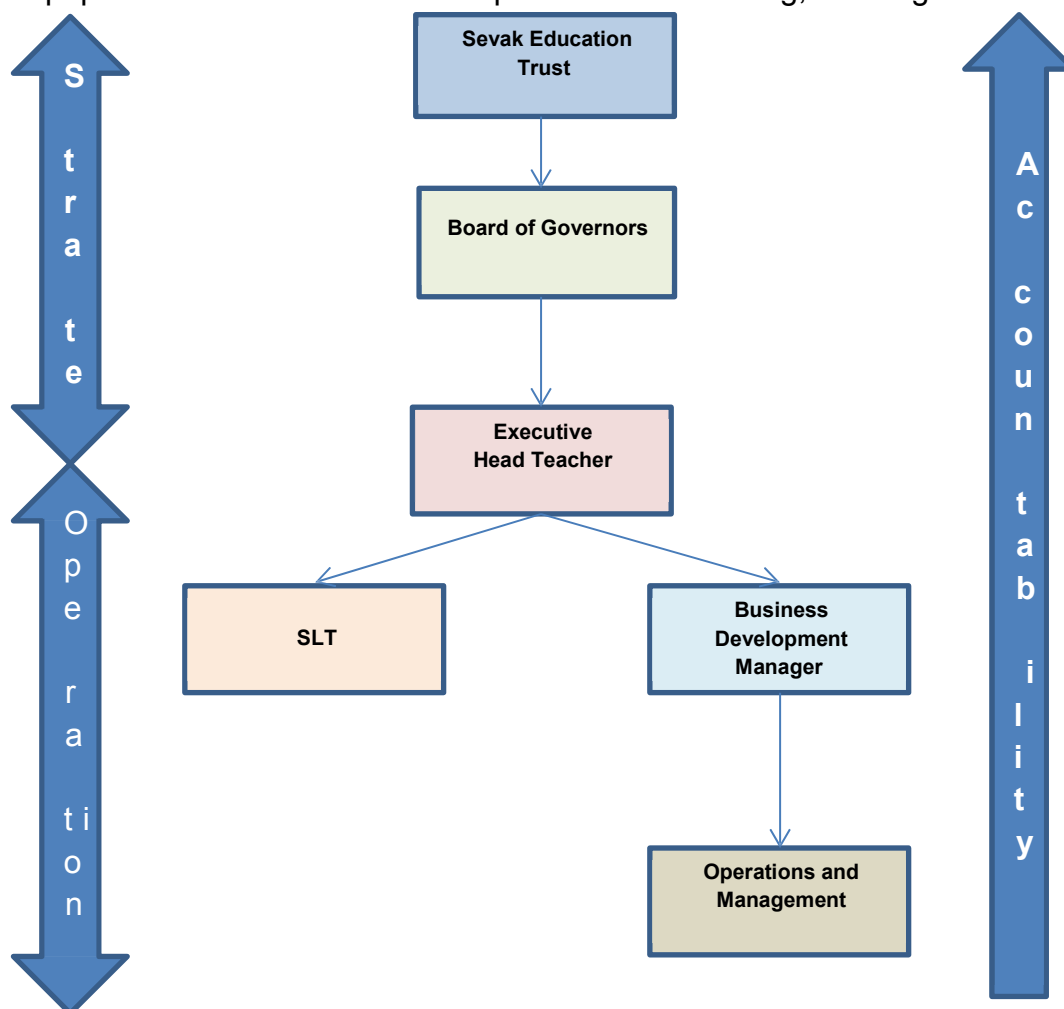 Sevak Education
Trust
Board of Governors
Executive
Head Teacher
SLT
Business
Development
Manager
Operations and
Management
S
t
r
a
t
e
O
p
e
r
a
t i
o
n
A
c
c
o
u
n
t
a
b
i
l
i
t
y